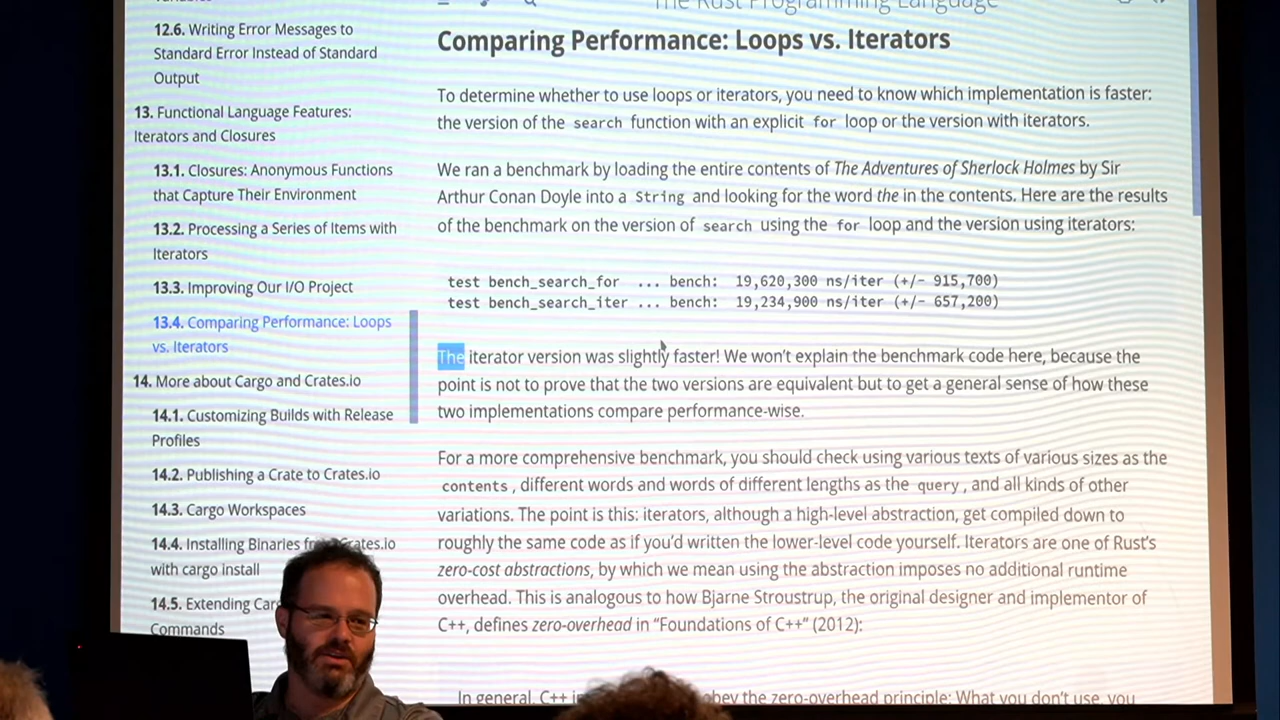 The Rust Programming Language
12.6. Writing Error Messages to
Standard Error Instead of Standard
Output
13. Functional Language Features:
Iterators and Closures
13.1. Closures: Anonymous Functions
that Capture Their Environment
13.2. Processing a Series of Items with
Iterators
13.3. Improving Our I/O Project
13.4. Comparing Performance: Loops
vs. Iterators
14. More about Cargo and Crates.io
14.1. Customizing Builds with Release
Profiles
14.2. Publishing a Crate to Crates.io
14.3. Cargo Workspaces
14.4. Installing Binaries from Crates.io
with cargo install
14.5. Extending
Commands
Comparing Performance: Loops vs. Iterators
To determine whether to use loops or iterators, you need to know which implementation is faster:
the version of the search function with an explicit for loop or the version with iterators.
We ran a benchmark by loading the entire contents of The Adventures of Sherlock Holmes by Sir
Arthur Conan Doyle into a String and looking for the word the in the contents. Here are the results
of the benchmark on the version of search using the for loop and the version using iterators:
test bench_search_for ... bench: 19,620,300 ns/iter (+/- 915,700)
test bench_search_iter ... bench: 19,234,900 ns/iter (+/- 657,200)
The iterator version was slightly faster! We won't explain the benchmark code here, because the
point is not to prove that the two versions are equivalent but to get a general sense of how these
two implementations compare performance-wise.
For a more comprehensive benchmark, you should check using various texts of various sizes as the
contents, different words and words of different lengths as the query, and all kinds of other
variations. The point is this: iterators, although a high-level abstraction, get compiled down to
roughly the same code as if you'd written the lower-level code yourself. Iterators are one of Rust's
zero-cost abstractions, by which we mean using the abstraction imposes no additional runtime
overhead. This is analogous to how Bjarne Stroustrup, the original designer and implementor of
C++, defines zero-overhead in "Foundations of C++" (2012):
In general, C++ obey the zero-overhead principle: What you don't use, you